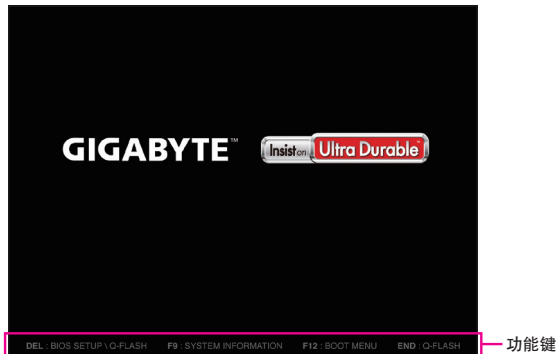 GIGABYTE™
Insist on Ultra Durable™
DEL : BIOS SETUP \ Q-FLASH F9 : SYSTEM INFORMATION F12 : BOOT MENU END : Q-FLASH
功能键